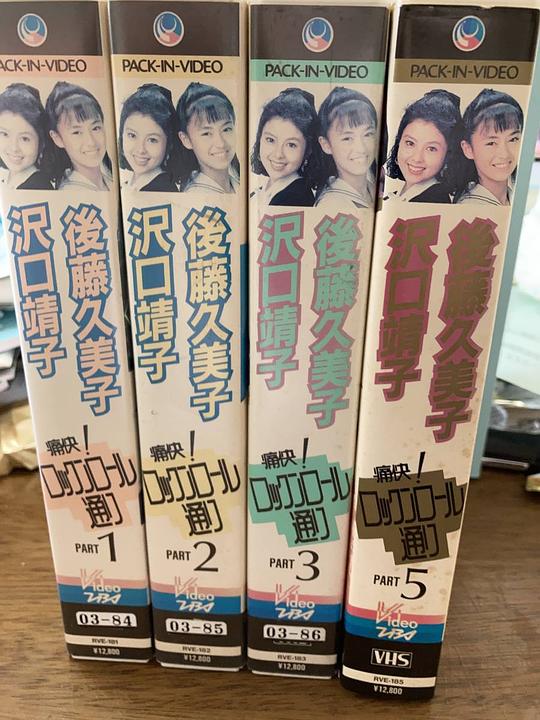 PACK-IN-VIDEO
後藤久美子
沢口靖子
痛快!
ロックンロール
通り
PART 1
Video
03-84
RVE-181
¥12,800
PACK-IN-VIDEO
後藤久美子
沢口靖子
痛快!
ロックンロール
通り
PART 2
Video
03-85
RVE-182
¥12,800
PACK-IN-VIDEO
後藤久美子
沢口靖子
痛快!
ロックンロール
通り
PART 3
Video
03-86
RVE-183
¥12,800
PACK-IN-VIDEO
後藤久美子
沢口靖子
痛快!
ロックンロール
通り
PART 5
Video
VHS
RVE-185
¥12,800